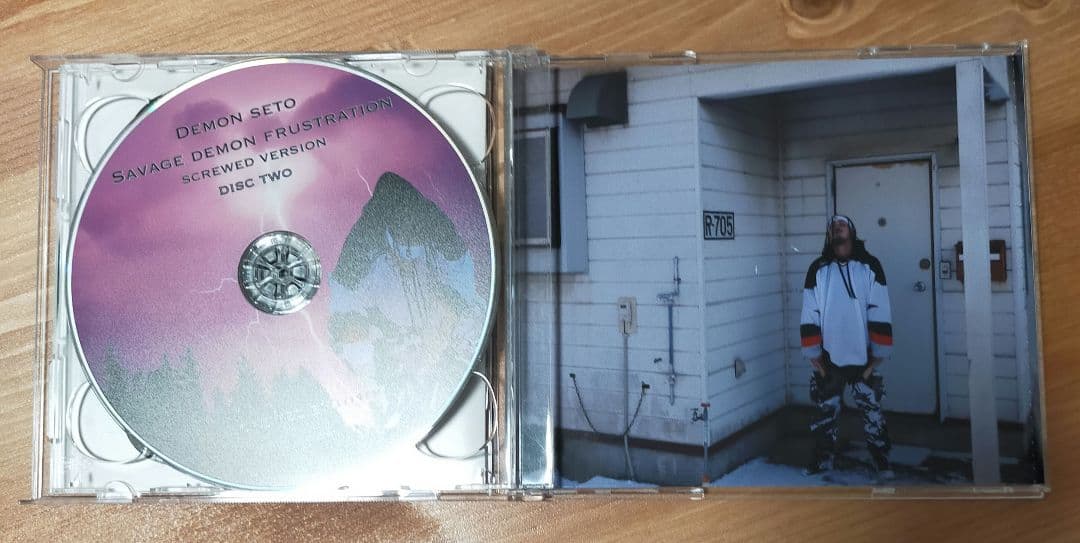 DEMON SETO
SAVAGE DEMON FRUSTRATION
SCREWED VERSION
DISC TWO
R-705